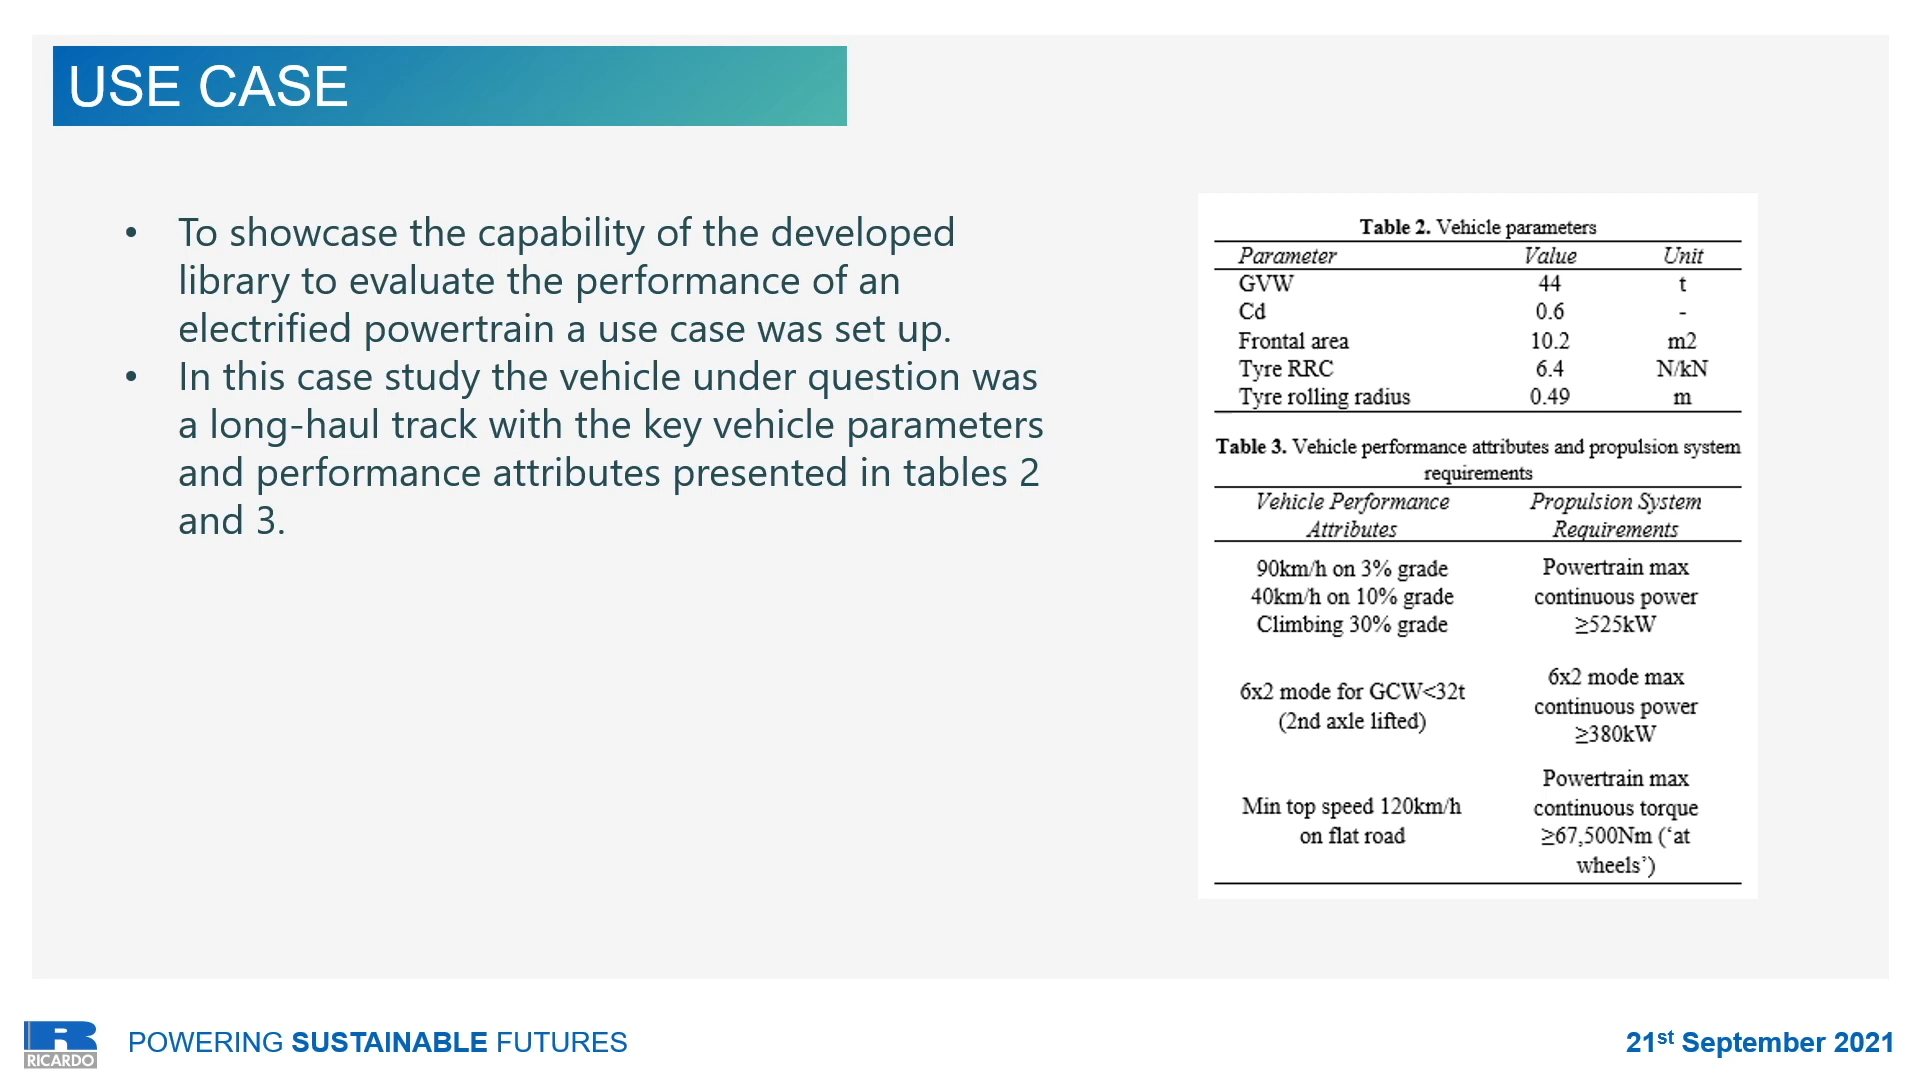 USE CASE
• To showcase the capability of the developed
library to evaluate the performance of an
electrified powertrain a use case was set up.
• In this case study the vehicle under question was
a long-haul track with the key vehicle parameters
and performance attributes presented in tables 2
and 3.
Table 2. Vehicle parameters
Parameter Value Unit
GVW 44 t
Cd 0.6 -
Frontal area 10.2 m2
Tyre RRC 6.4 N/kN
Tyre rolling radius 0.49 m
Table 3. Vehicle performance attributes and propulsion system
requirements
Vehicle Performance Propulsion System
Attributes Requirements
90km/h on 3% grade Powertrain max
40km/h on 10% grade continuous power
Climbing 30% grade ≥525kW
6x2 mode for GCW<32t
(2nd axle lifted)
6x2 mode max
continuous power
≥380kW
Min top speed 120km/h
on flat road
Powertrain max
continuous torque
≥67,500Nm (‘at
wheels’)
RICARDO
POWERING SUSTAINABLE FUTURES
21st September 2021